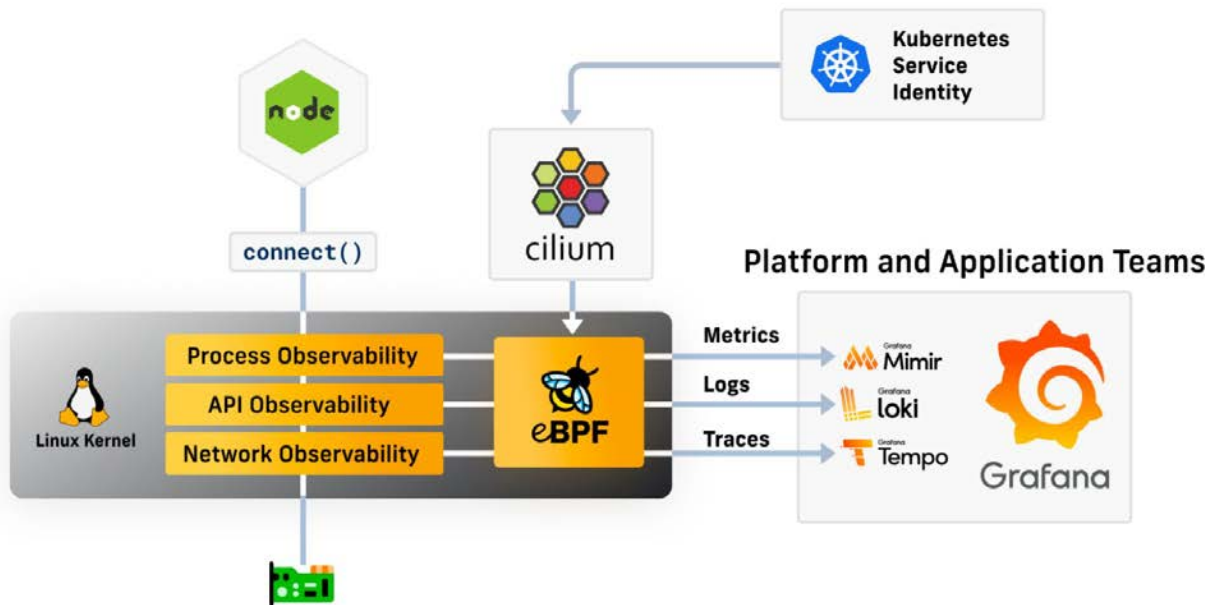 Kubernetes
Service
Identity
node
cilium
connect()
Platform and Application Teams
Linux Kernel
Process Observability
API Observability
Network Observability
eBPF
Metrics
Logs
Traces
Grafana
Mimir
Grafana
loki
Grafana
Tempo
Grafana